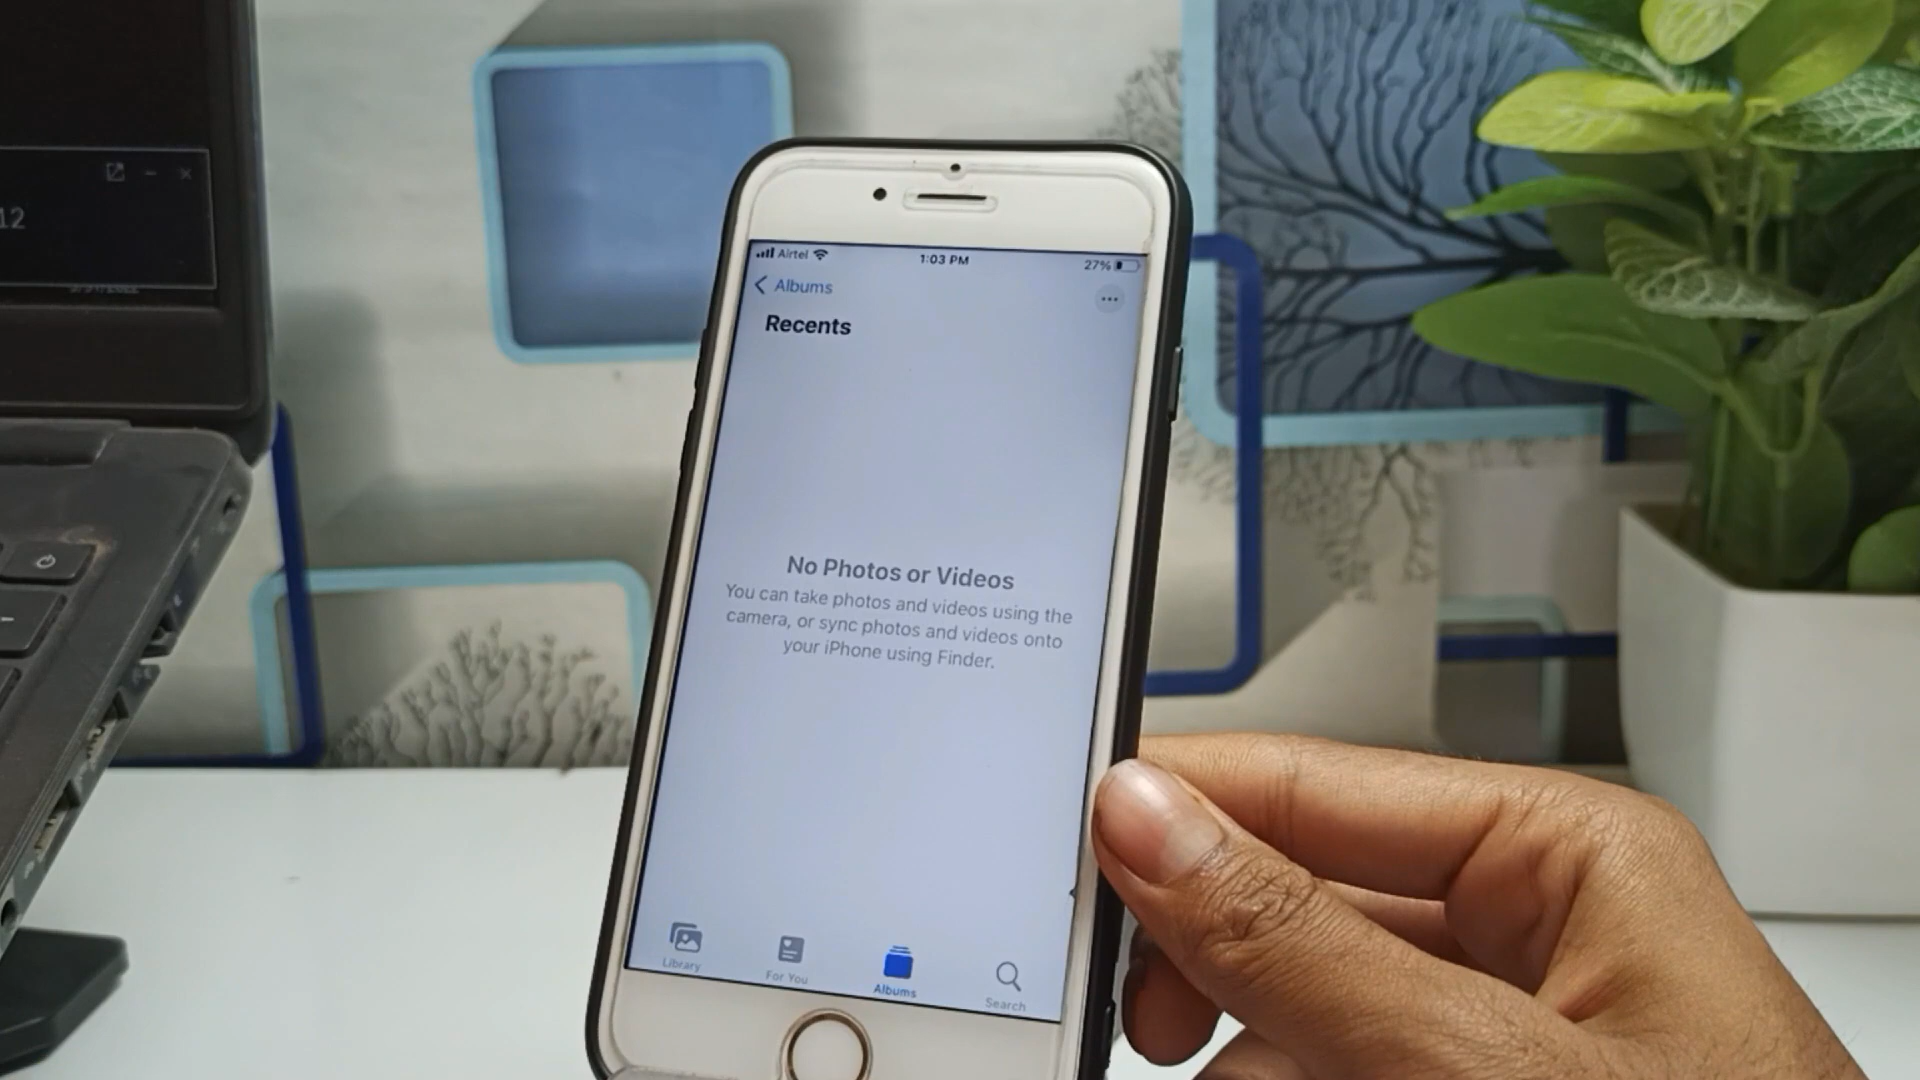 12
Airtel 1:03 PM 27%
Albums
Recents
No Photos or Videos
You can take photos and videos using the
camera, or sync photos and videos onto
your iPhone using Finder.
Library For You Albums Search